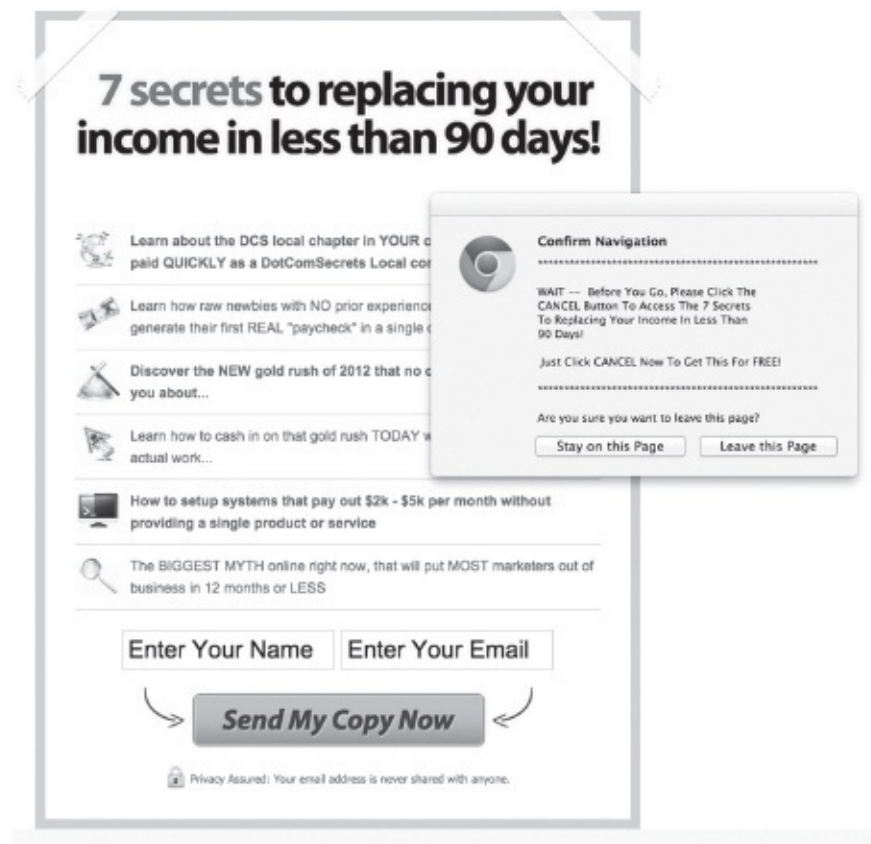 7 secrets to replacing your
income in less than 90 days!
Learn about the DCS local chapter in YOUR
paid QUICKLY as a DotComSecrets Local
Learn how raw newbies with NO prior experience
generate their first REAL "paycheck" in a single
Discover the NEW gold rush of 2012 that no
you about...
Learn how to cash in on that gold rush TODAY
actual work...
How to setup systems that pay out $2k - $5k per month without
providing a single product or service
The BIGGEST MYTH online right now, that will put MOST marketers out of
business in 12 months or LESS
Enter Your Name
Enter Your Email
Send My Copy Now
Privacy Assured: Your email address is never shared with anyone.
Confirm Navigation
WAIT -- Before You Go, Please Click The
CANCEL Button To Access The 7 Secrets
To Replacing Your Income In Less Than
90 Days!
Just Click CANCEL Now To Get This For FREE!
Are you sure you want to leave this page?
Stay on this Page
Leave this Page